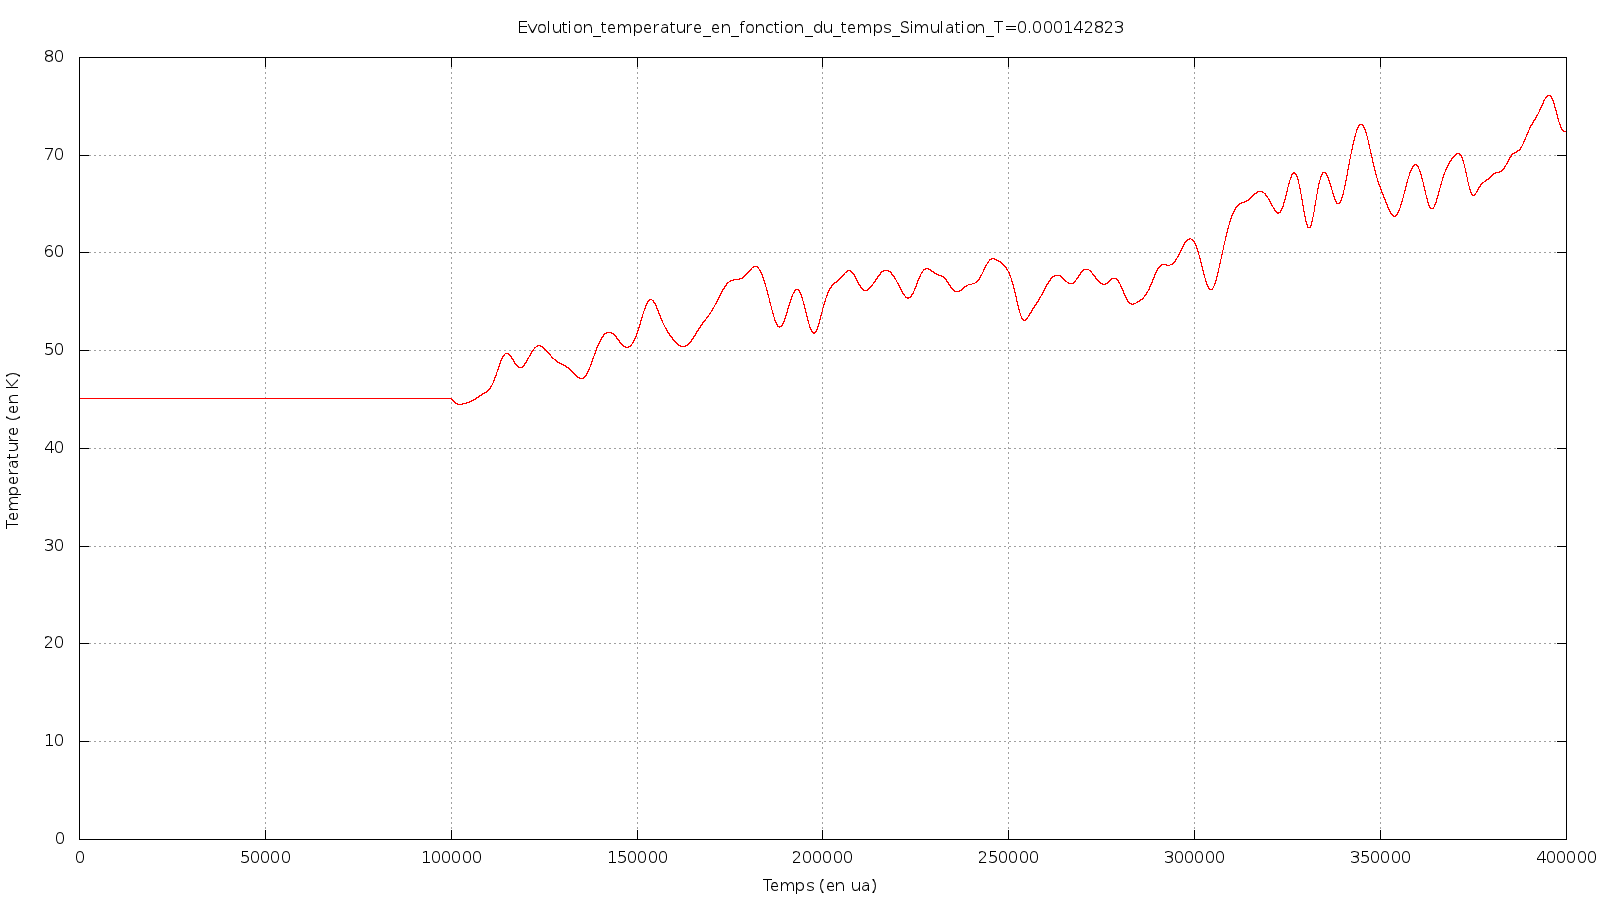 Evolution_temperature_en_fonction_du_temps_Simulation_T=0.000142823
80
70
60
50
40
30
20
10
0
Temperature (en K)
0 50000 100000 150000 200000 250000 300000 350000 400000
Temps (en ua)